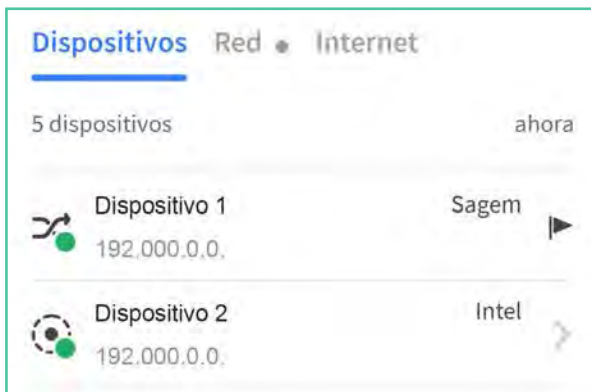 Dispositivos Red Internet
5 dispositivos ahora
Dispositivo 1 Sagem
192.000.0.0.
Dispositivo 2 Intel
192.000.0.0.